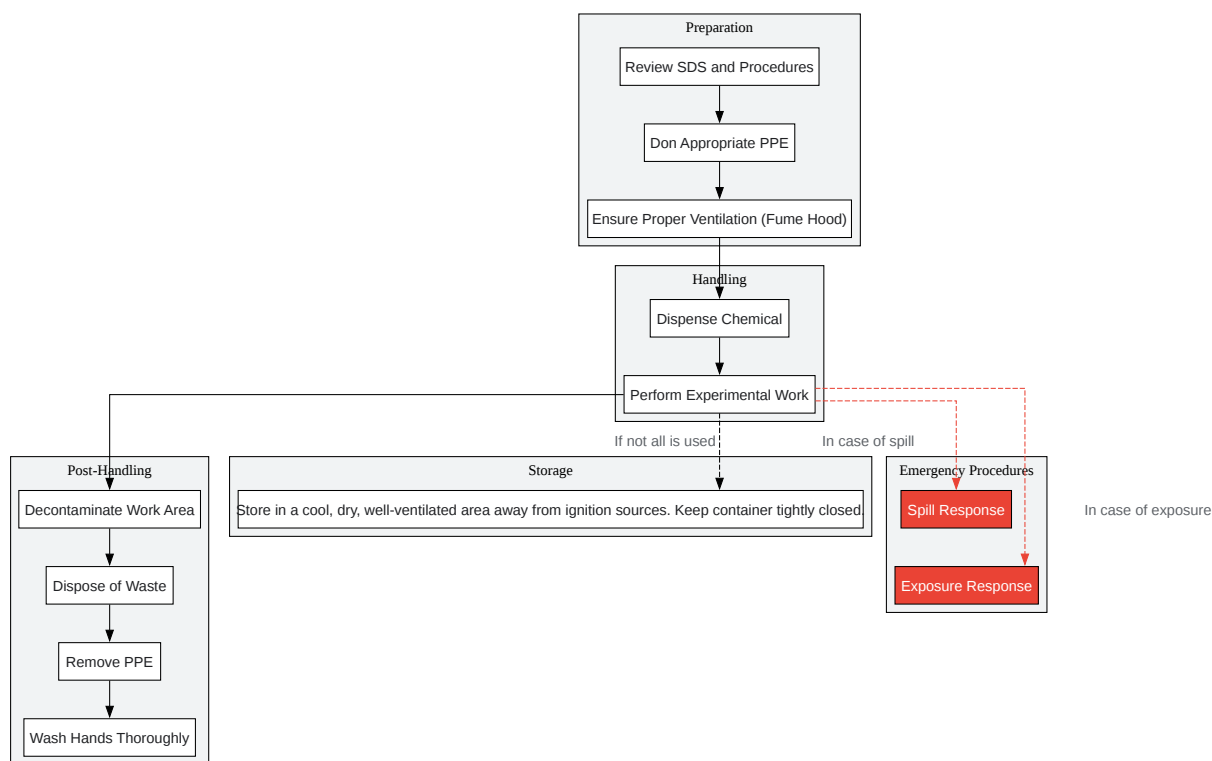 Preparation
Review SDS and Procedures
Don Appropriate PPE
Ensure Proper Ventilation (Fume Hood)
Handling
Dispense Chemical
Perform Experimental Work
If not all is used
In case of spill
Post-Handling
Decontaminate Work Area
Dispose of Waste
Remove PPE
Wash Hands Thoroughly
Storage
Store in a cool, dry, well-ventilated area away from ignition sources. Keep container tightly closed.
Emergency Procedures
Spill Response
In case of exposure
Exposure Response